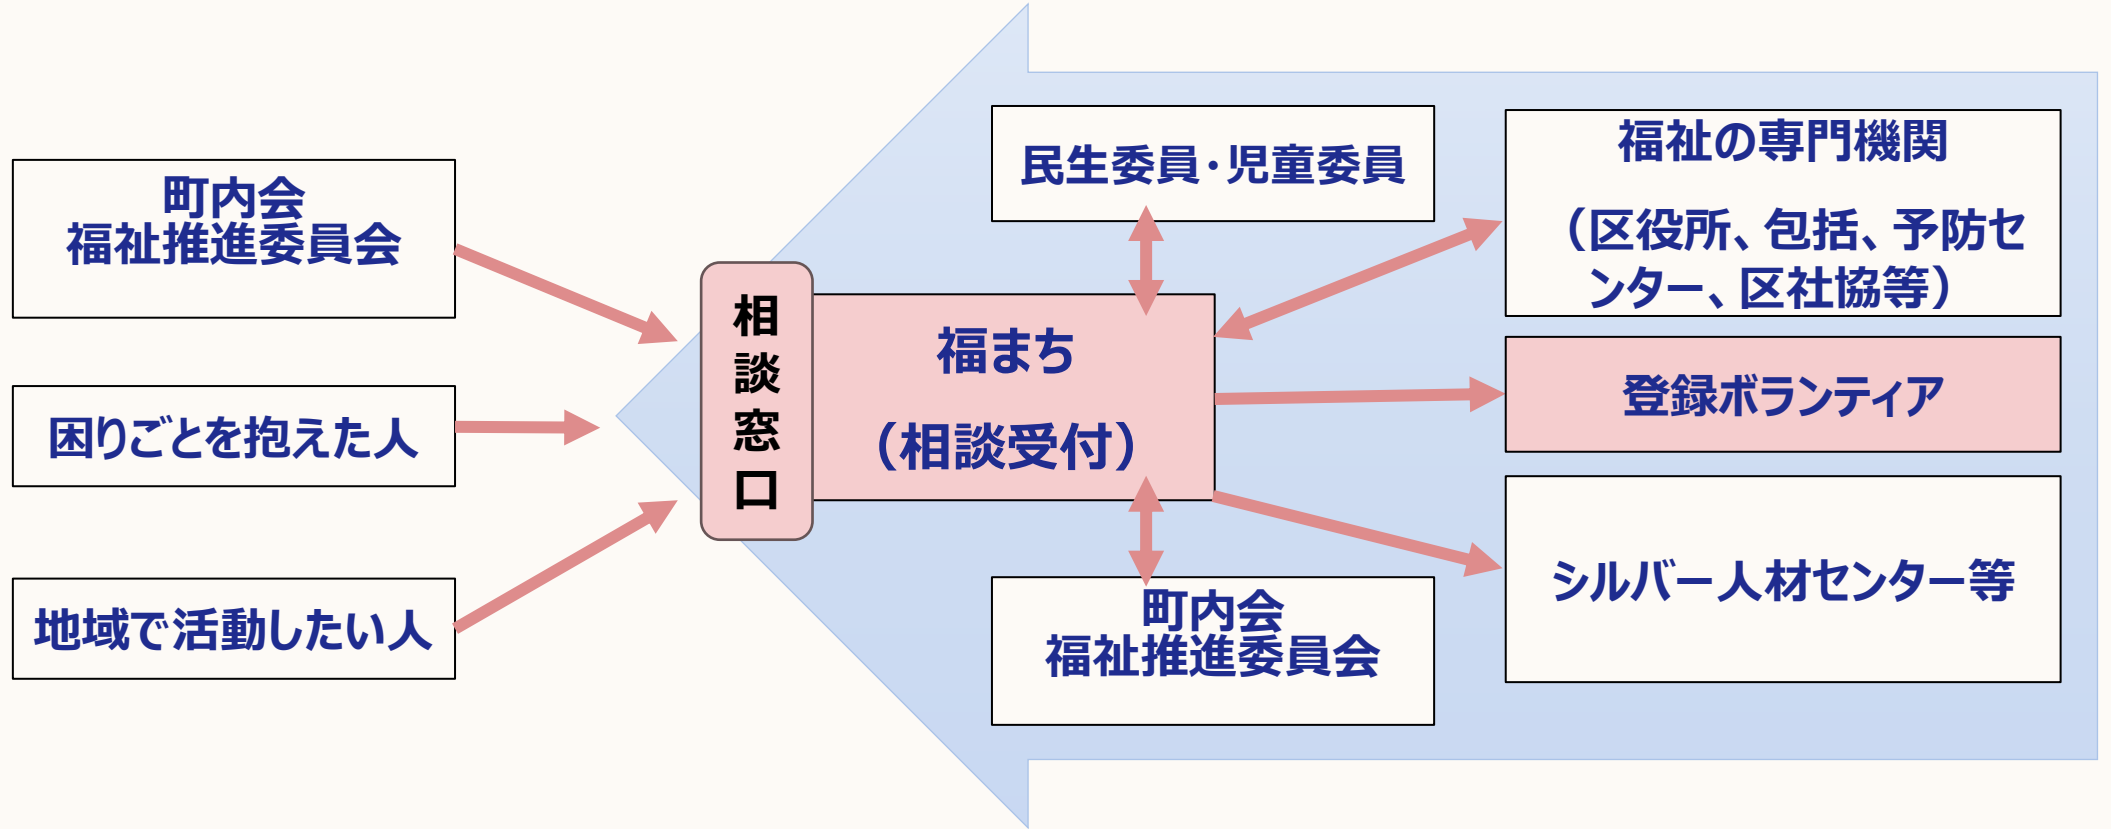 町内会
福祉推進委員会
困りごとを抱えた人
地域で活動したい人
相談窓口
福まち
（相談受付）
民生委員・児童委員
町内会
福祉推進委員会
福祉の専門機関
（区役所、包括、予防セ
ンター、区社協等）
登録ボランティア
シルバー人材センター等